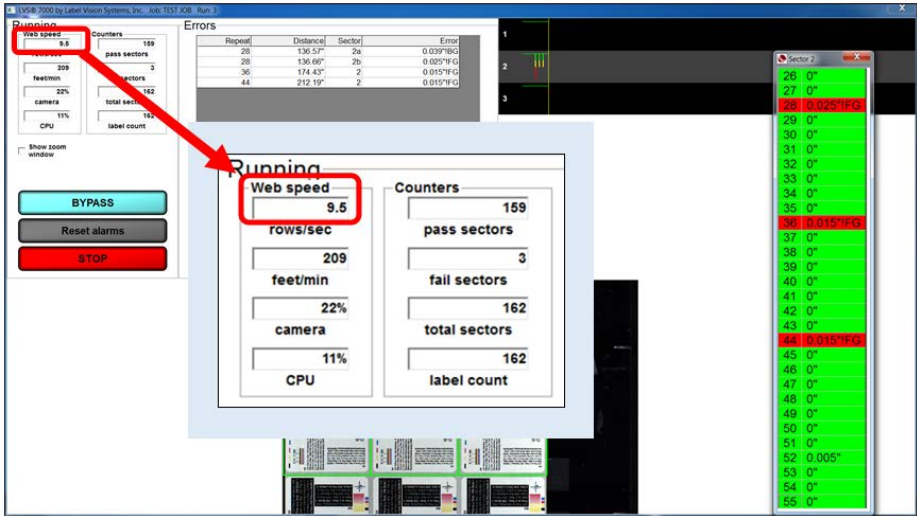 LVS® 7000 by Label Vision Systems, Inc. Job: TEST JOB Run: 3
X
Running
Web speed
9.5
209
feet/min
22%
camera
11%
CPU
Counters
159
pass sectors
3
sectors
162
total sectors
162
label count
Show zoom
window
BYPASS
Reset alarms
STOP
Errors
Repeat Distance Sector Error
28 136.57" 2a 0.039"!BG
28 136.66" 2b 0.025"!FG
36 174.43" 2 0.015"!FG
44 212.19" 2 0.015"!FG
1
2
3
Running
Web speed
9.5
rows/sec
209
feet/min
22%
camera
11%
CPU
Counters
159
pass sectors
3
fail sectors
162
total sectors
162
label count
Sector 2
26 0"
27 0"
28 0.025"!FG
29 0"
30 0"
31 0"
32 0"
33 0"
34 0"
35 0"
36 0.015"!FG
37 0"
38 0"
39 0"
40 0"
41 0"
42 0"
43 0"
44 0.015"!FG
45 0"
46 0"
47 0"
48 0"
49 0"
50 0"
51 0"
52 0.005"
53 0"
54 0"
55 0"